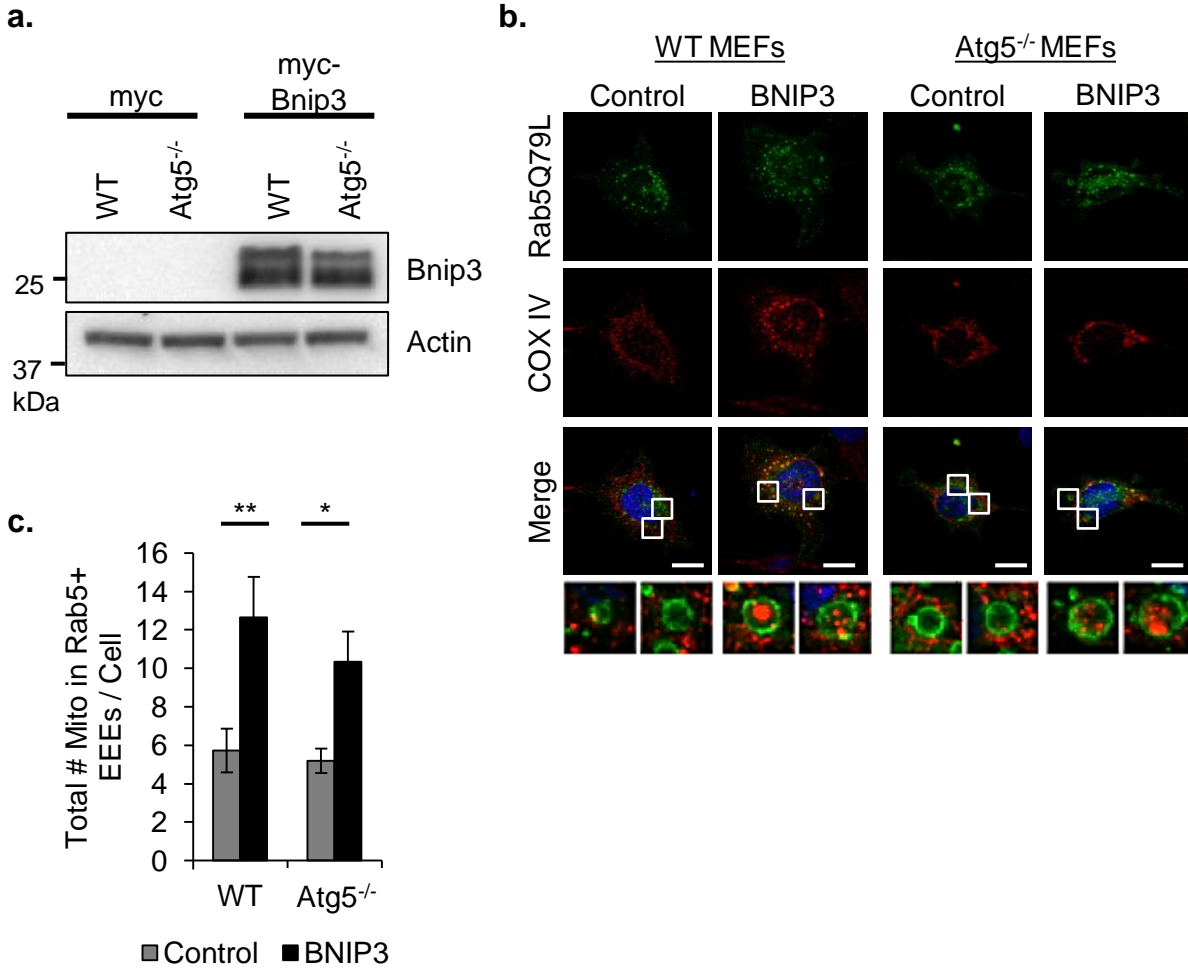 a.
myc
myc-
Bnip3
WT
Atg5-/-
WT
Atg5-/-
25
Bnip3
37
Actin
kDa
b.
WT MEFs
Atg5-/- MEFs
Control
BNIP3
Control
BNIP3
Rab5Q79L
COX IV
Merge
c.
**
*
Total # Mito in Rab5+
EEEs / Cell
16
14
12
10
8
6
4
2
0
WT
Atg5-/-
Control
BNIP3